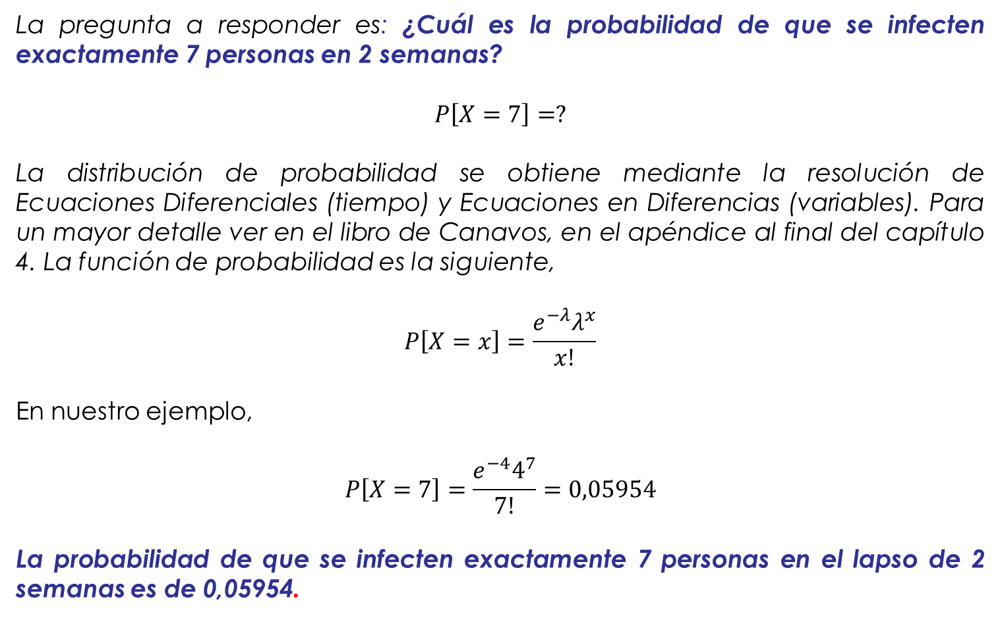 La pregunta a responder es: ¿Cuál es la probabilidad de que se infecten
exactamente 7 personas en 2 semanas?
P[X = 7] =?
La distribución de probabilidad se obtiene mediante la resolución de
Ecuaciones Diferenciales (tiempo) y Ecuaciones en Diferencias (variables). Para
un mayor detalle ver en el libro de Canavos, en el apéndice al final del capítulo
4. La función de probabilidad es la siguiente,
P[X = x] = \frac{e^{-λ}λ^{x}}{x!}
En nuestro ejemplo,
P[X = 7] = \frac{e^{-4}4^{7}}{7!} = 0,05954
La probabilidad de que se infecten exactamente 7 personas en el lapso de 2
semanas es de 0,05954.